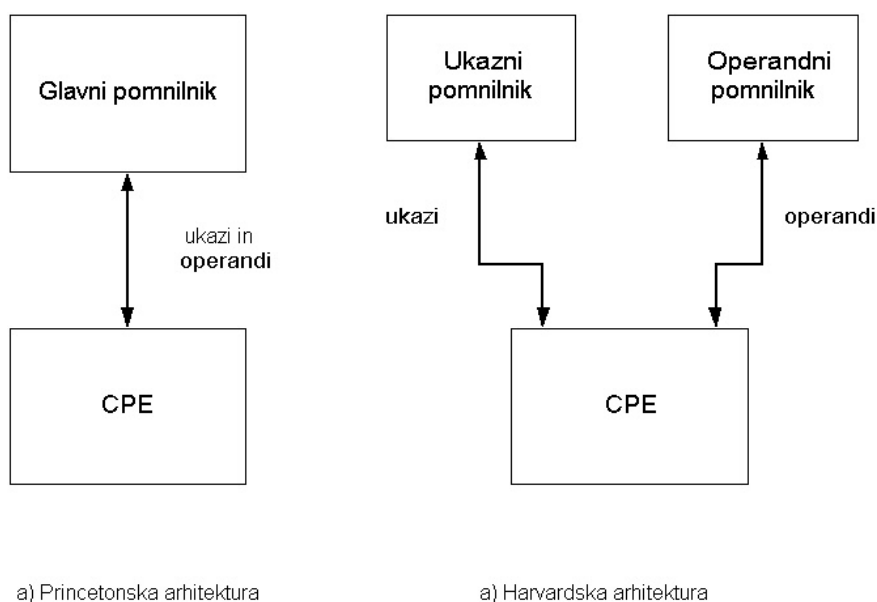 Glavni pomnilnik
ukazi in
operandi
CPE
a) Princetonska arhitektura
Ukazni
pomnilnik
Operandni
pomnilnik
ukazi
operandi
CPE
a) Harvardska arhitektura